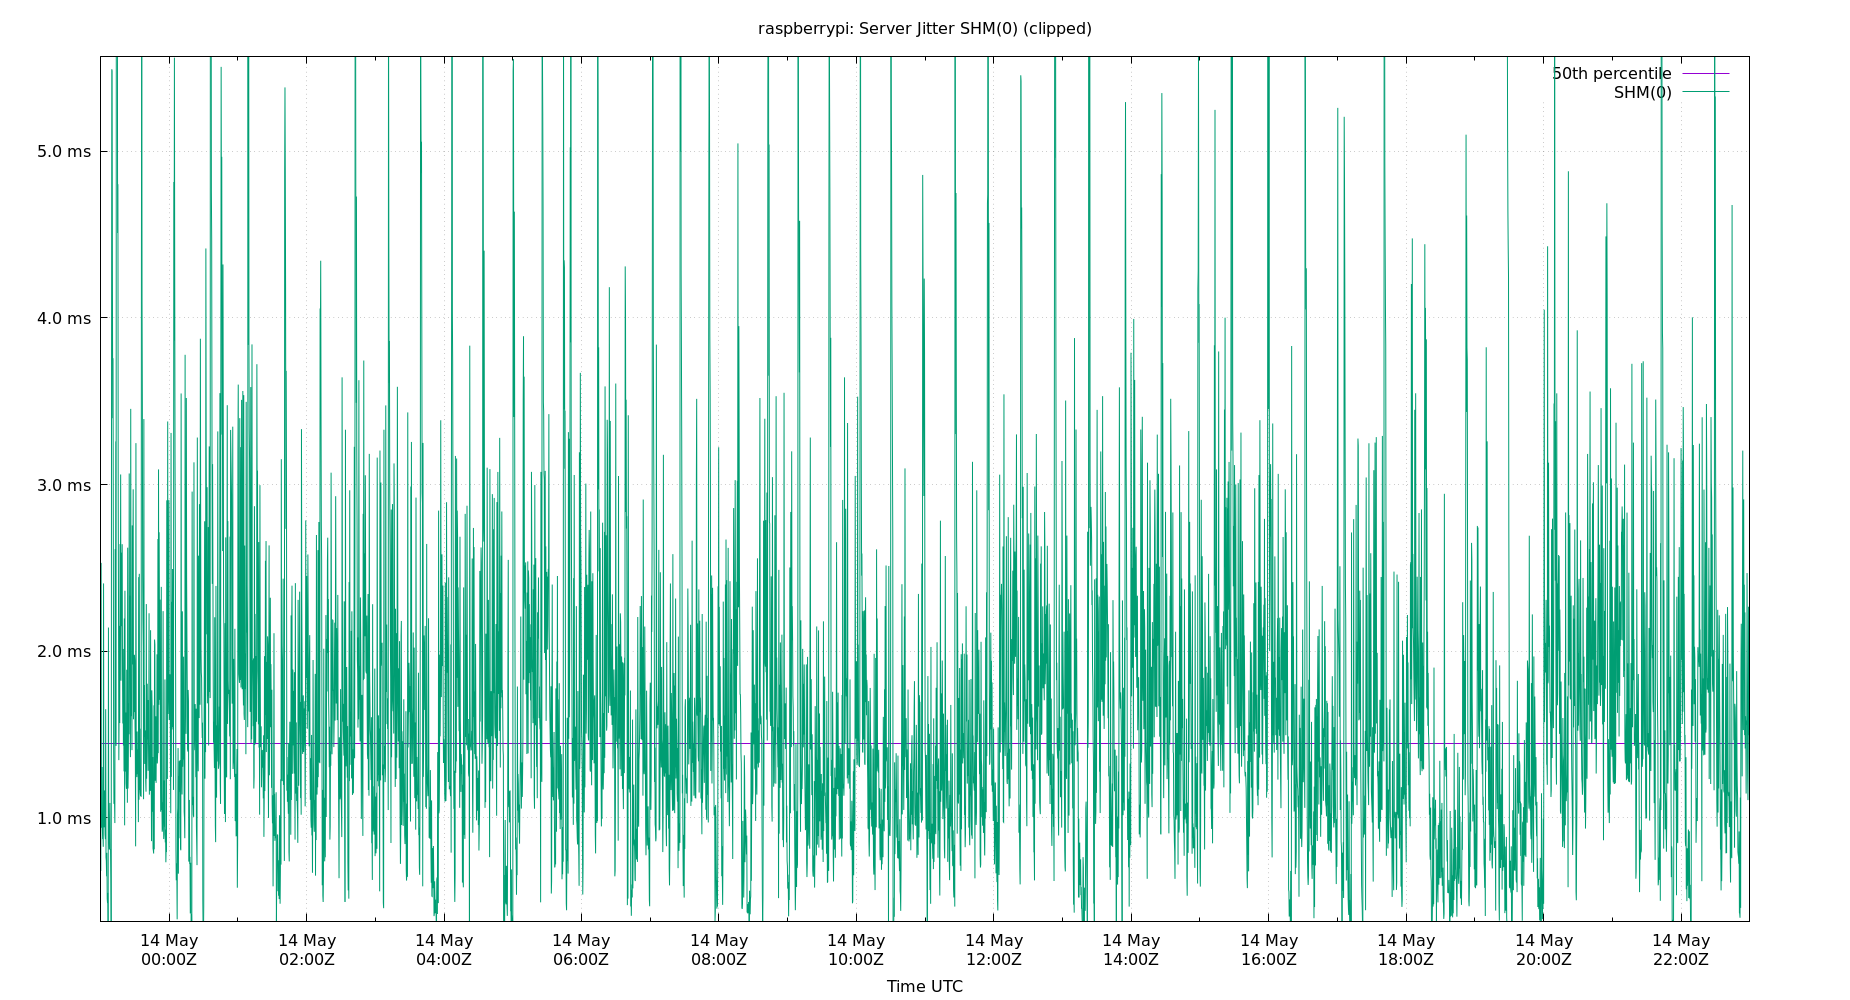 raspberrypi: Server Jitter SHM(0) (clipped)
50th percentile
SHM(0)
5.0 ms
4.0 ms
3.0 ms
2.0 ms
1.0 ms
14 May 14 May 14 May 14 May 14 May 14 May 14 May 14 May 14 May 14 May 14 May 14 May
00:00Z 02:00Z 04:00Z 06:00Z 08:00Z 10:00Z 12:00Z 14:00Z 16:00Z 18:00Z 20:00Z 22:00Z
Time UTC